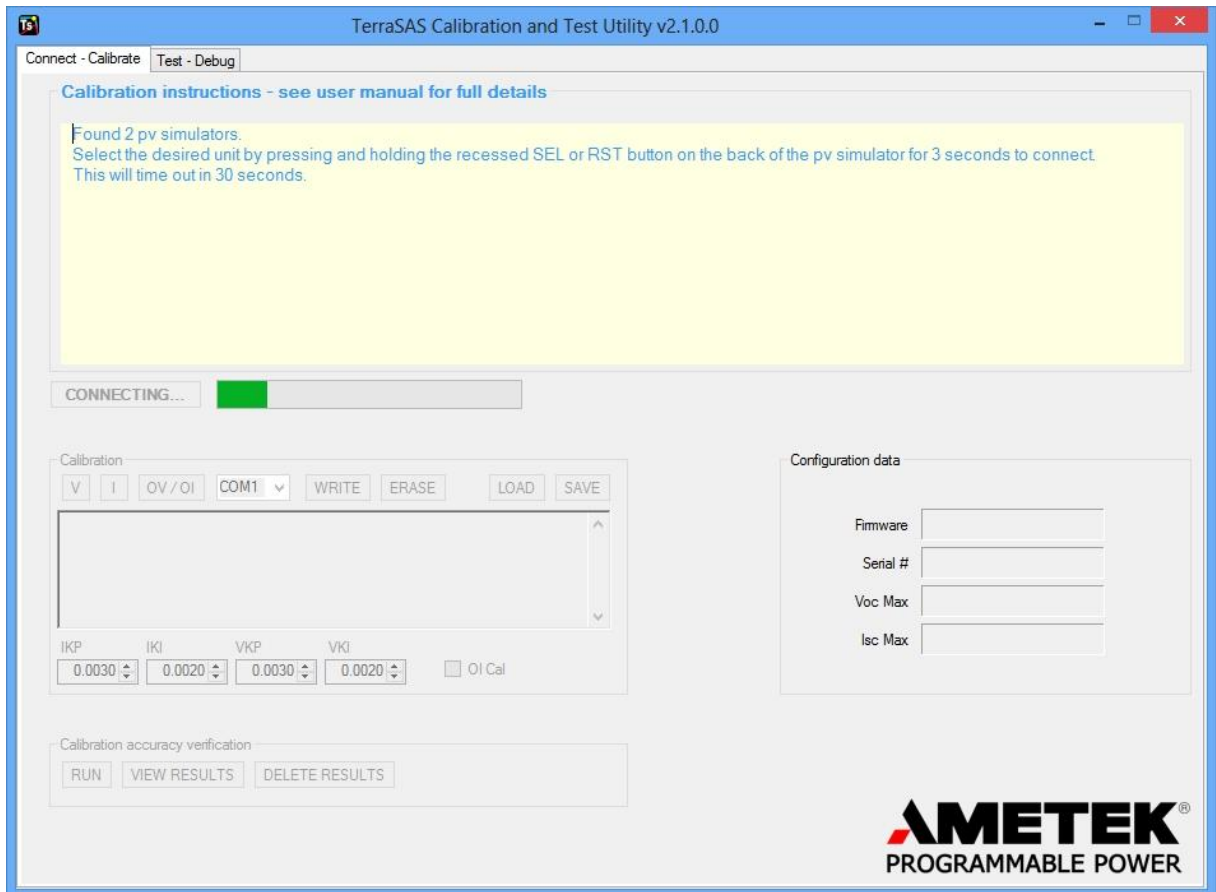 TerraSAS Calibration and Test Utility v2.1.0.0
Connect - Calibrate
Test - Debug
Calibration instructions - see user manual for full details
Found 2 pv simulators.
Select the desired unit by pressing and holding the recessed SEL or RST button on the back of the pv simulator for 3 seconds to connect.
This will time out in 30 seconds.
CONNECTING...
Calibration
V I OV / OI COM1 WRITE ERASE LOAD SAVE
IKP IKI VKP VKI
0.0030 0.0020 0.0030 0.0020 OI Cal
Configuration data
Firmware
Serial #
Voc Max
Isc Max
Calibration accuracy verification
RUN VIEW RESULTS DELETE RESULTS
AMETEK®
PROGRAMMABLE POWER